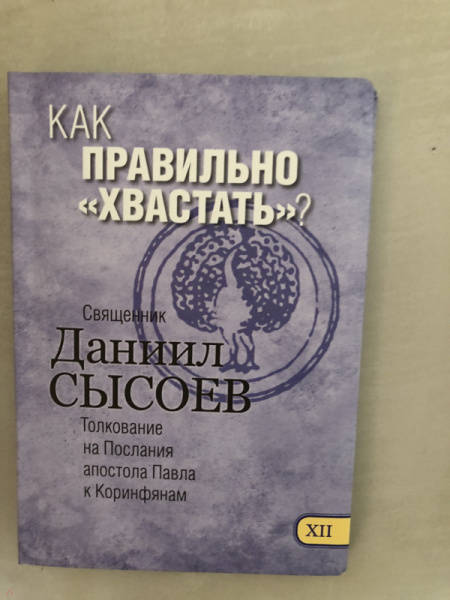 Как
правильно
«хвастать»?
Священник
Даниил
СЫСОЕВ
Толкование
на Послания
апостола Павла
к Коринфянам
XII